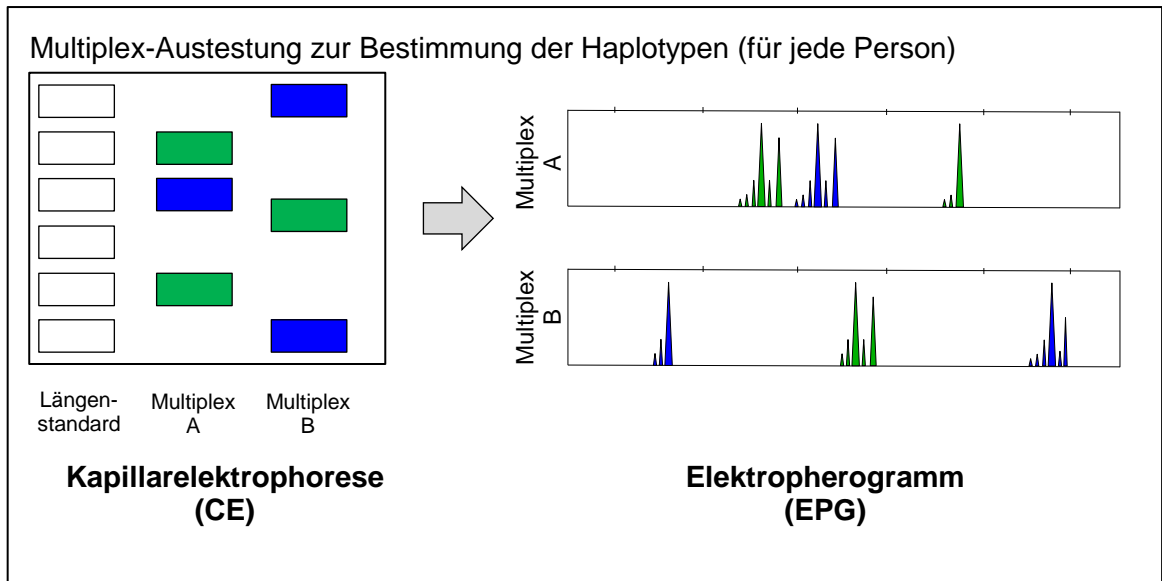 Multiplex-Austestung zur Bestimmung der Haplotypen (für jede Person)
Multiplex
A
Multiplex
B
Längen-
standard
Multiplex
A
Multiplex
B
Kapillarelektrophorese
(CE)
Elektropherogramm
(EPG)